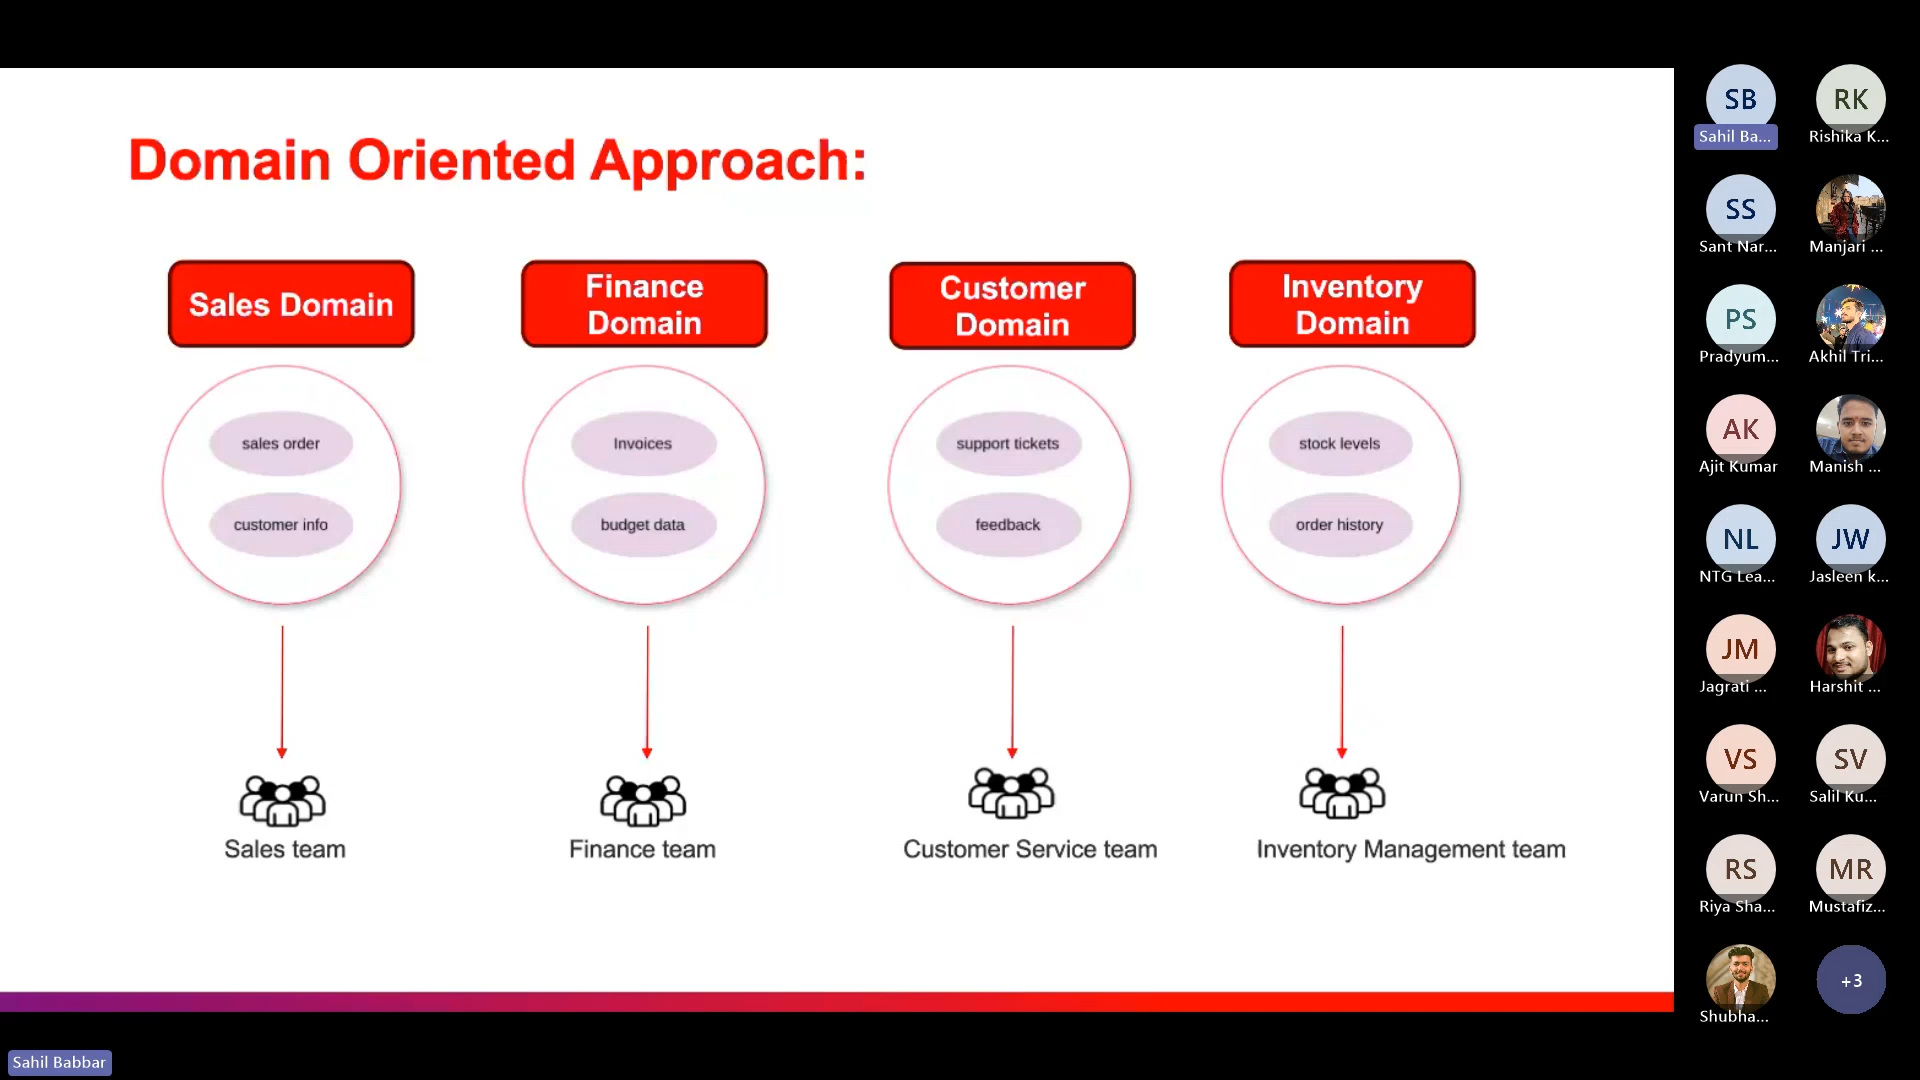 Domain Oriented Approach:
Sales Domain
Finance
Domain
Customer
Domain
Inventory
Domain
sales order
customer info
Invoices
budget data
support tickets
feedback
stock levels
order history
Sales team
Finance team
Customer Service team
Inventory Management team
SB
Sahil Ba...
RK
Rishika K...
SS
Sant Nar...
Manjari ...
PS
Pradyum...
Akhil Tri...
AK
Ajit Kumar
Manish ...
NL
NTG Lea...
JW
Jasleen k...
JM
Jagrati ...
Harshit ...
VS
Varun Sh...
SV
Salil Ku...
RS
Riya Sha...
MR
Mustafiz...
Shubha...
+3
Sahil Babbar